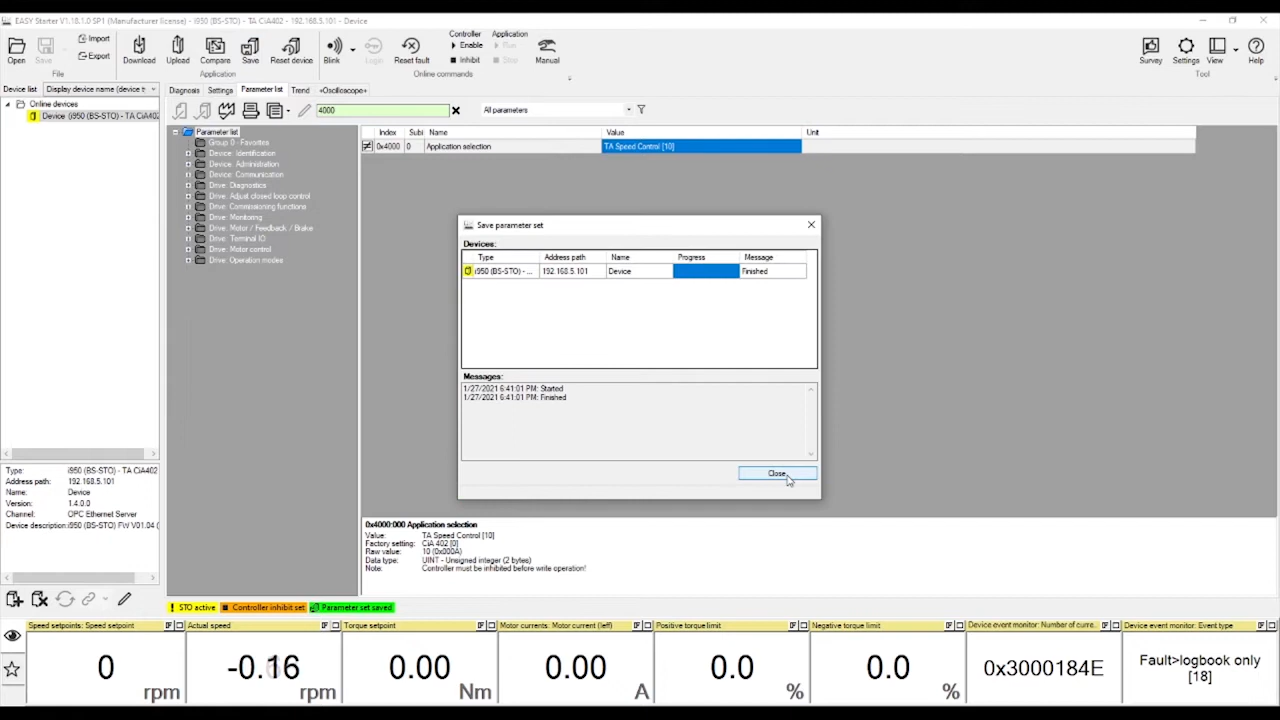 EASY Starter V1.18.1.0 SP1 (Manufacturer license) - i950 (BS-STO) - TA CiA402 - 192.168.5.101 - Device
Open
Save
Import
Export
File
Download
Upload
Compare
Save
Reset device
Application
Blink
Login
Reset fault
Controller
Enable
Inhibit
Application
Run
Stop
Manual
Online commands
Survey
Settings
View
Help
Tool
Device list
Display device name (device t
Diagnosis
Settings
Parameter list
Trend
+Oscilloscope+
Online devices
Device (i950 (BS-STO) - TA CiA402
4000
All parameters
Parameter list
Group 0 - Favorites
Device: Identification
Device: Administration
Device: Communication
Drive: Diagnostics
Drive: Adjust closed loop control
Drive: Commissioning functions
Drive: Monitoring
Drive: Motor / Feedback / Brake
Drive: Terminal IO
Drive: Motor control
Drive: Operation modes
Index Subi Name Value Unit
0x4000 0 Application selection TA Speed Control [10]
Save parameter set
Devices:
Type Address path Name Progress Message
i950 (BS-STO) - ... 192.168.5.101 Device Finished
Messages:
1/27/2021 6:41:01 PM: Started
1/27/2021 6:41:01 PM: Finished
Close
Type: i950 (BS-STO) - TA CiA402
Address path: 192.168.5.101
Name: Device
Version: 1.4.0.0
Channel: OPC Ethernet Server
Device description: i950 (BS-STO) FW V01.04 (
0x4000:000 Application selection
Value: TA Speed Control [10]
Factory setting: CiA 402 [0]
Raw value: 10 (0x000A)
Data type: UINT - Unsigned integer (2 bytes)
Note: Controller must be inhibited before write operation!
STO active
Controller inhibit set
Parameter set saved
Speed setpoints: Speed setpoint
0
rpm
Actual speed
-0.16
rpm
Torque setpoint
0.00
Nm
Motor currents: Motor current (Ieff)
0.00
A
Positive torque limit
0.0
%
Negative torque limit
0.0
%
Device event monitor: Number of curre..
0x3000184E
Device event monitor: Event type
Fault>logbook only
[18]